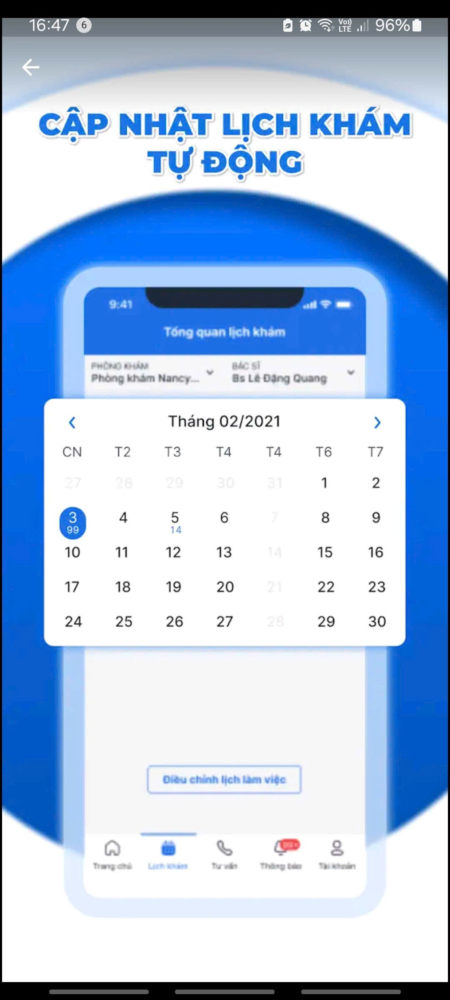 16:47 6 Vo)) LTE 96%
CẬP NHẬT LỊCH KHÁM
TỰ ĐỘNG
9:41
Tổng quan lịch khám
PHÒNG KHÁM BÁC SĨ
Phòng khám Nancy... Bs Lê Đặng Quang
Tháng 02/2021
CN T2 T3 T4 T4 T6 T7
27 28 29 30 31 1 2
3 4 5 6 7 8 9
99 14
10 11 12 13 14 15 16
17 18 19 20 21 22 23
24 25 26 27 28 29 30
Điều chỉnh lịch làm việc
99+
Trang chủ Lịch khám Tư vấn Thông báo Tài khoản